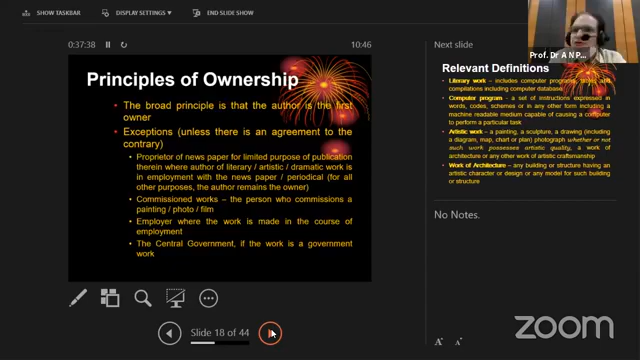 SHOW TASKBAR
DISPLAY SETTINGS
END SLIDE SHOW
0:37:38
10:46
Principles of Ownership
The broad principle is that the author is the first
owner
Exceptions (unless there is an agreement to the
contrary)
Proprietor of news paper for limited purpose of publication
therein where author of literary / artistic / dramatic work is
in employment with the news paper / periodical (for all
other purposes, the author remains the owner)
Commissioned works – the person who commissions a
painting / photo / film
Employer where the work is made in the course of
employment
The Central Government, if the work is a government
work
Slide 18 of 44
Next slide
Prof. Dr A N P...
Relevant Definitions
Literary work – includes computer programs, and
compilations including computer database
Computer program – a set of instructions expressed in
words, codes, schemes or in any other form including a
machine readable medium capable of causing a computer
to perform a particular task
Artistic work – a painting, a sculpture, a drawing (including
a diagram, map, chart or plan) photograph whether or not
such work possesses artistic quality, a work of
architecture or any other work of artistic craftsmanship
Work of Architecture – any building or structure having an
artistic character or design or any model for such building
or structure
No Notes.
zoom
A A